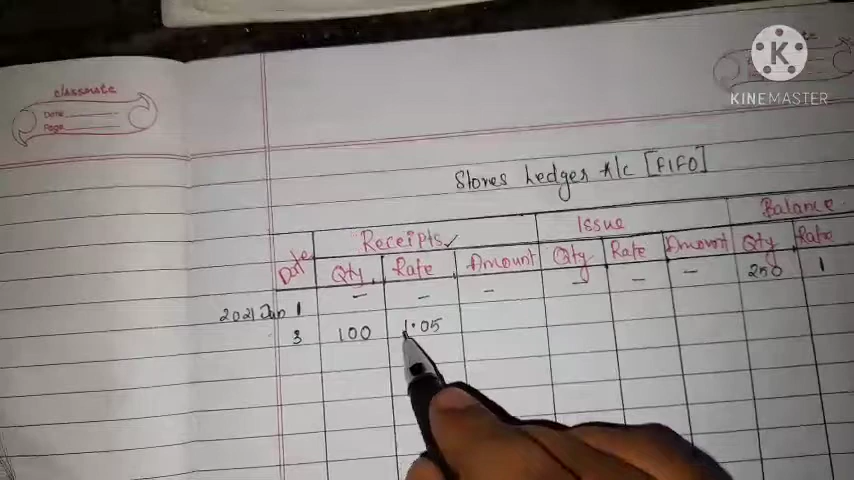 classmate
Date
Page
K
KINEMASTER
Stores Ledger A/c [FIFO]
Date Receipts Issue Balance
Qty Rate Amount Qty Rate Amount Qty Rate
2021 Jan 1 - - - - - - 250 1
3 100 1.05